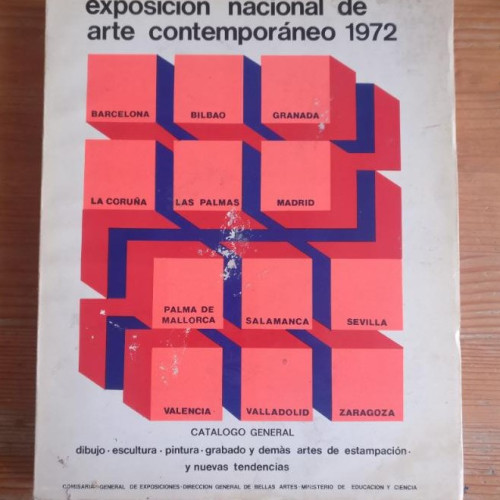 exposición nacional de
arte contemporáneo 1972
BARCELONA BILBAO GRANADA
LA CORUÑA LAS PALMAS MADRID
PALMA DE
MALLORCA SALAMANCA SEVILLA
VALENCIA VALLADOLID ZARAGOZA
CATALOGO GENERAL
dibujo·escultura·pintura·grabado y demàs artes de estampación·
y nuevas tendencias
COMISARIA GENERAL DE EXPOSICIONES·DIRECCION GENERAL DE BELLAS ARTES·MINISTERIO DE EDUCACION Y CIENCIA